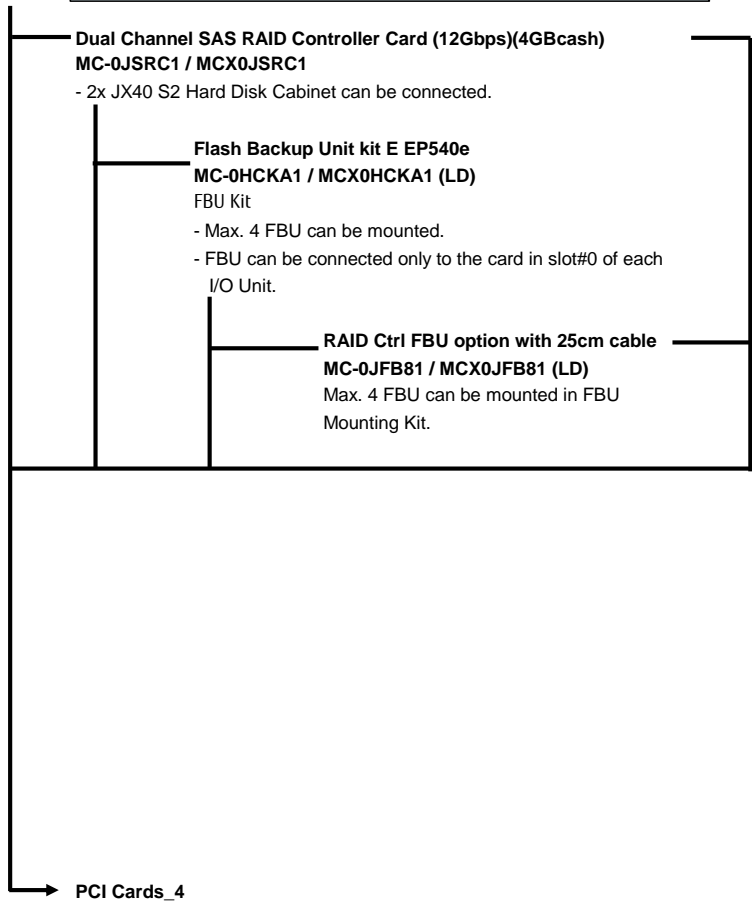 Dual Channel SAS RAID Controller Card (12Gbps)(4GBcash)
MC-0JSRC1 / MCX0JSRC1
- 2x JX40 S2 Hard Disk Cabinet can be connected.
Flash Backup Unit kit E EP540e
MC-0HCKA1 / MCX0HCKA1 (LD)
FBU Kit
- Max. 4 FBU can be mounted.
- FBU can be connected only to the card in slot#0 of each
I/O Unit.
RAID Ctrl FBU option with 25cm cable
MC-0JFB81 / MCX0JFB81 (LD)
Max. 4 FBU can be mounted in FBU
Mounting Kit.
PCI Cards_4